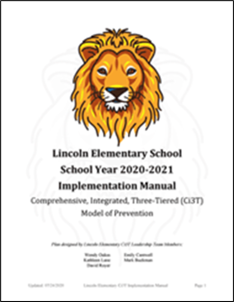 Lincoln Elementary School
School Year 2020-2021
Implementation Manual
Comprehensive, Integrated, Three-Tiered (Ci3T)
Model of Prevention
Plan designed by Lincoln Elementary Ci3T Leadership Team Members:
Wendy Oakes Emily Cantwell
Kathleen Lane Mark Buckman
David Royer
Lincoln Elementary Ci3T Implementation Manual Page 1